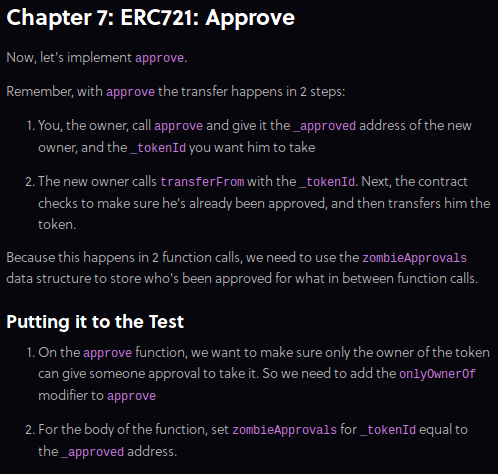 Chapter 7: ERC721: Approve
Now, let's implement approve.
Remember, with approve the transfer happens in 2 steps:
1. You, the owner, call approve and give it the _approved address of the new
owner, and the _tokenId you want him to take
2. The new owner calls transferFrom with the _tokenId. Next, the contract
checks to make sure he's already been approved, and then transfers him the
token.
Because this happens in 2 function calls, we need to use the zombieApprovals
data structure to store who's been approved for what in between function calls.
Putting it to the Test
1. On the approve function, we want to make sure only the owner of the token
can give someone approval to take it. So we need to add the onlyOwnerOf
modifier to approve
2. For the body of the function, set zombieApprovals for _tokenId equal to
the _approved address.